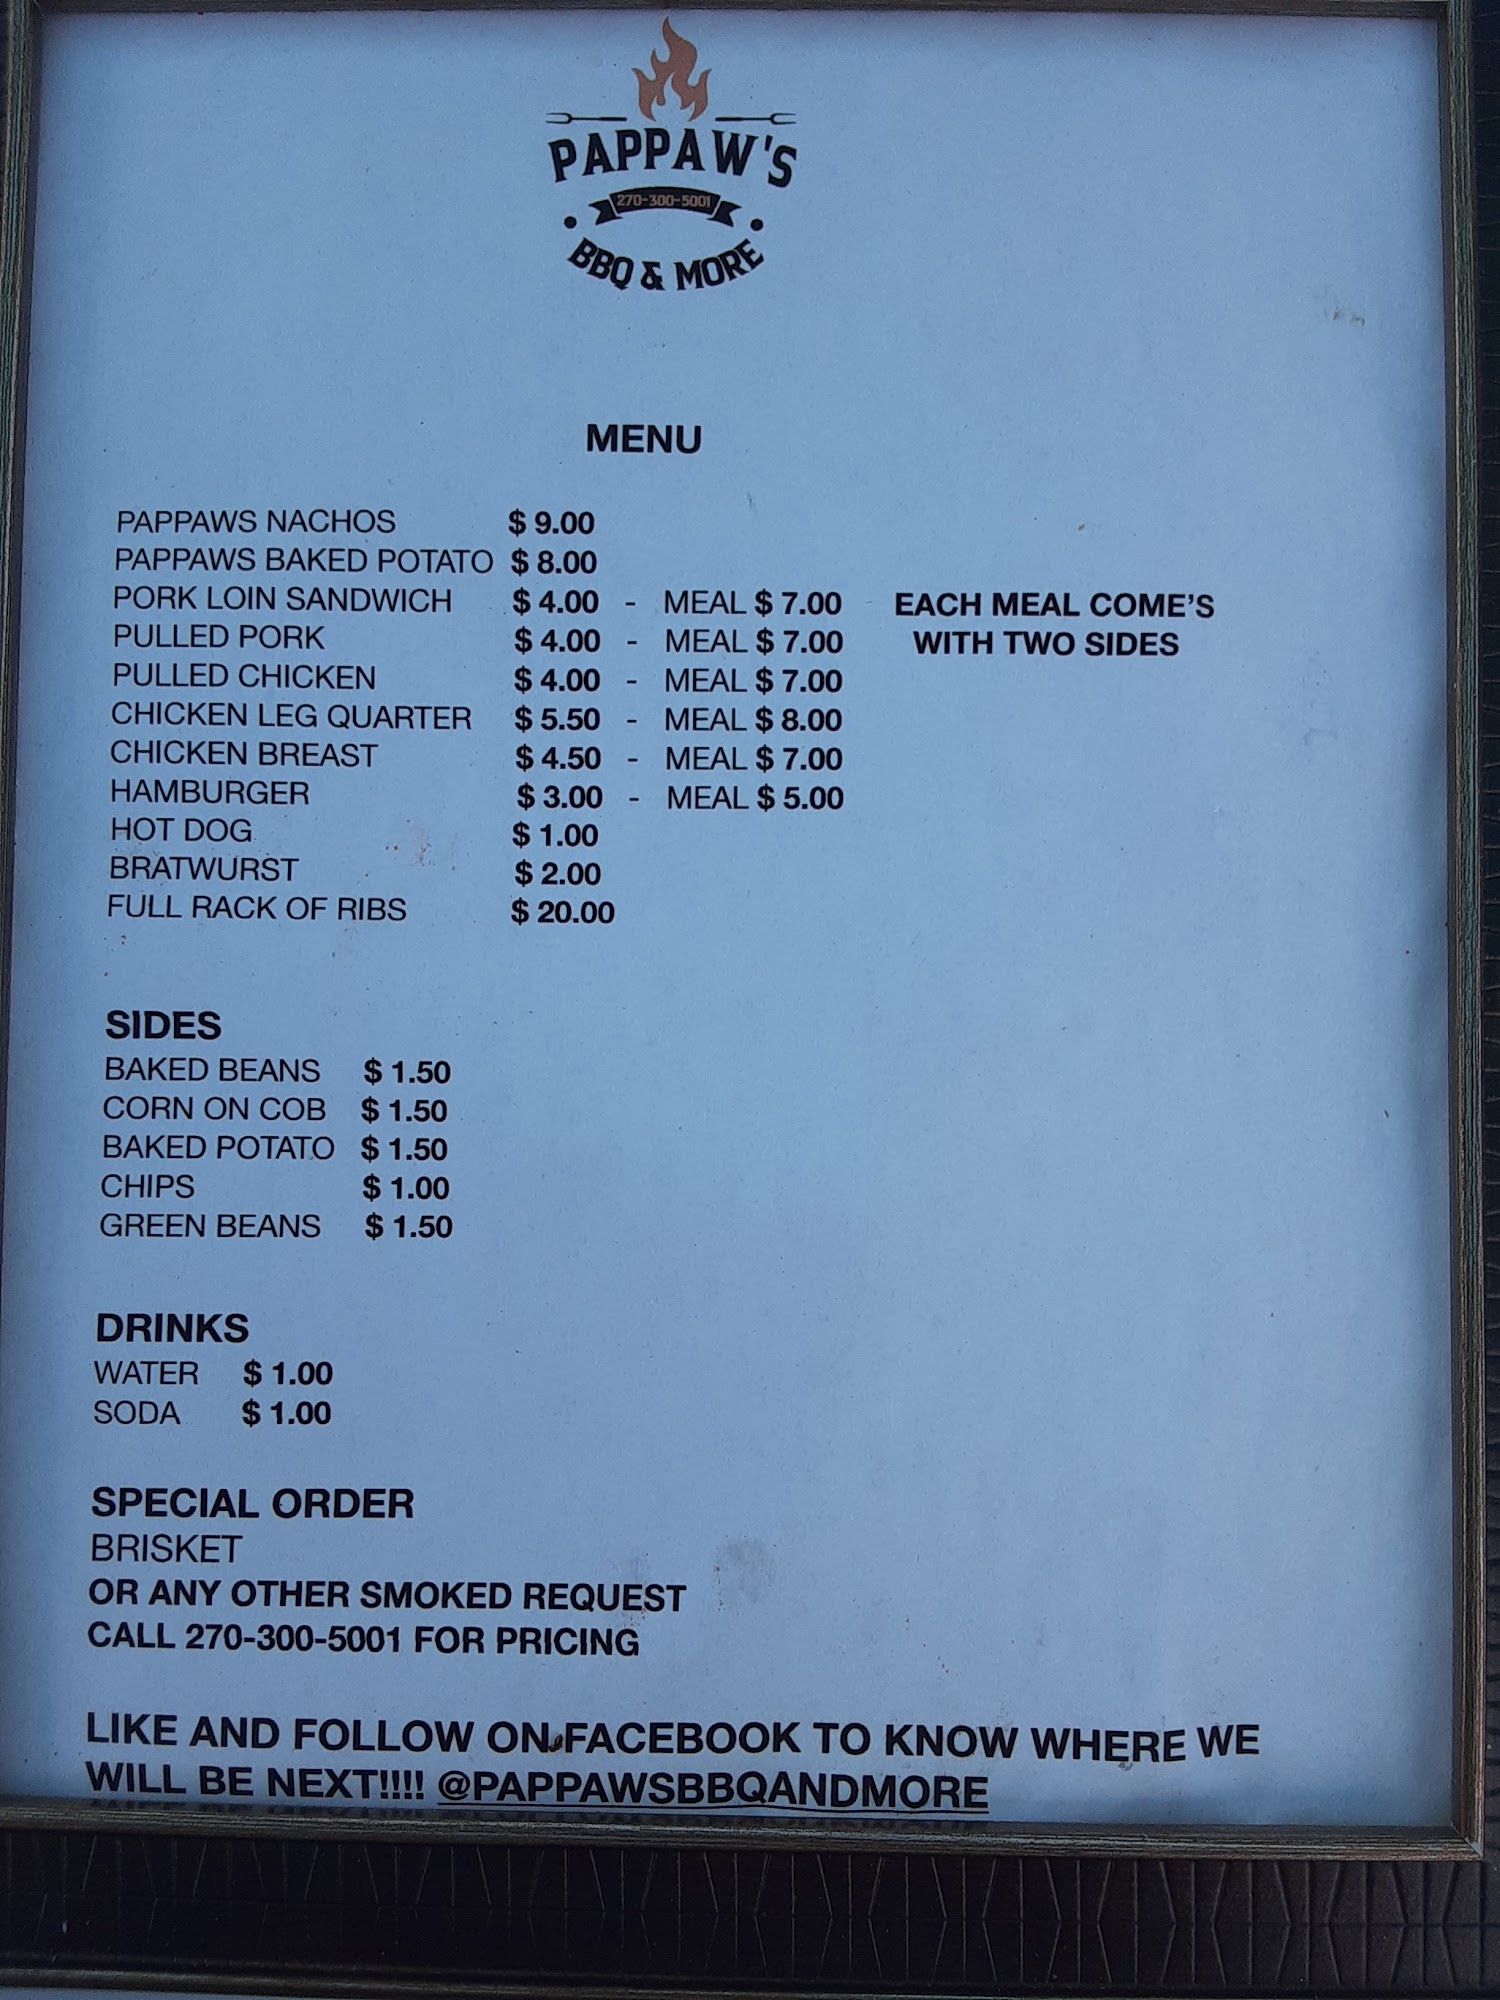 PAPPAW'S
270-300-5001
BBQ & MORE
MENU
PAPPAWS NACHOS $ 9.00
PAPPAWS BAKED POTATO $ 8.00
PORK LOIN SANDWICH $ 4.00 - MEAL $ 7.00 EACH MEAL COME'S
PULLED PORK $ 4.00 - MEAL $ 7.00 WITH TWO SIDES
PULLED CHICKEN $ 4.00 - MEAL $ 7.00
CHICKEN LEG QUARTER $ 5.50 - MEAL $ 8.00
CHICKEN BREAST $ 4.50 - MEAL $ 7.00
HAMBURGER $ 3.00 - MEAL $ 5.00
HOT DOG $ 1.00
BRATWURST $ 2.00
FULL RACK OF RIBS $ 20.00
SIDES
BAKED BEANS $ 1.50
CORN ON COB $ 1.50
BAKED POTATO $ 1.50
CHIPS $ 1.00
GREEN BEANS $ 1.50
DRINKS
WATER $ 1.00
SODA $ 1.00
SPECIAL ORDER
BRISKET
OR ANY OTHER SMOKED REQUEST
CALL 270-300-5001 FOR PRICING
LIKE AND FOLLOW ON FACEBOOK TO KNOW WHERE WE
WILL BE NEXT!!!! @PAPPAWSBBQANDMORE